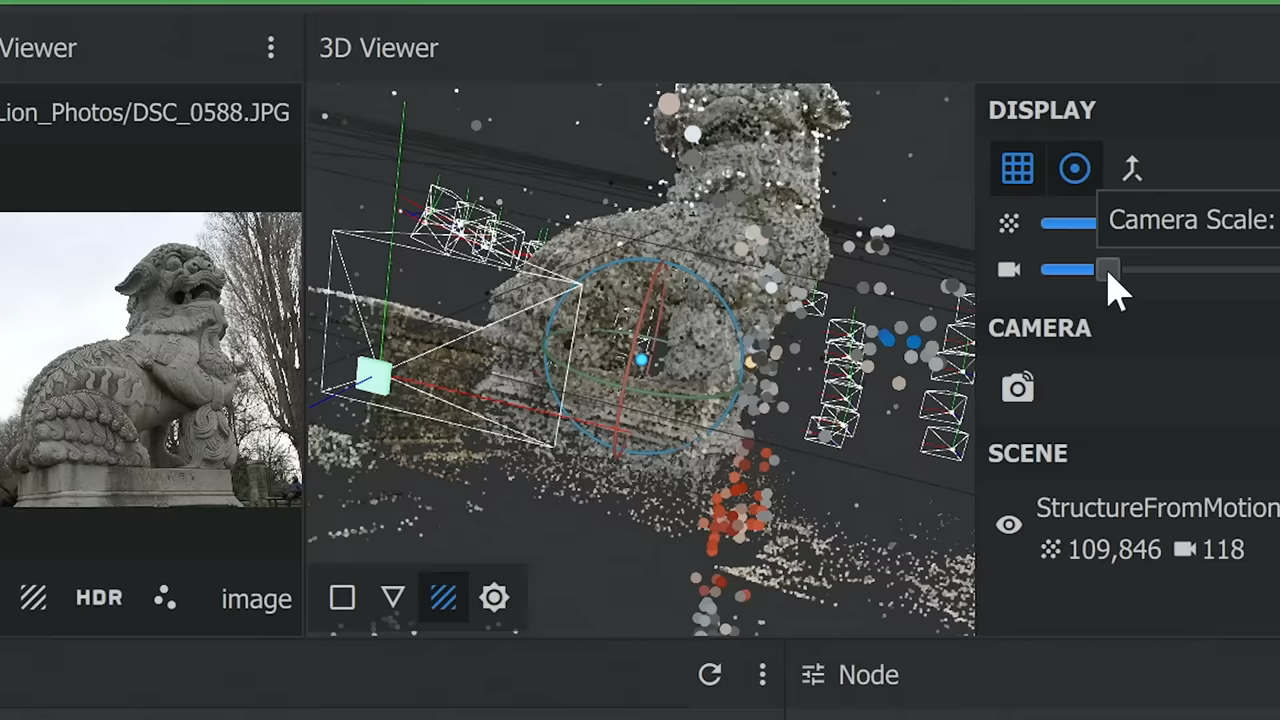 Viewer
3D Viewer
Lion_Photos/DSC_0588.JPG
DISPLAY
Camera Scale:
CAMERA
SCENE
StructureFromMotion
109,846 118
HDR
image
Node